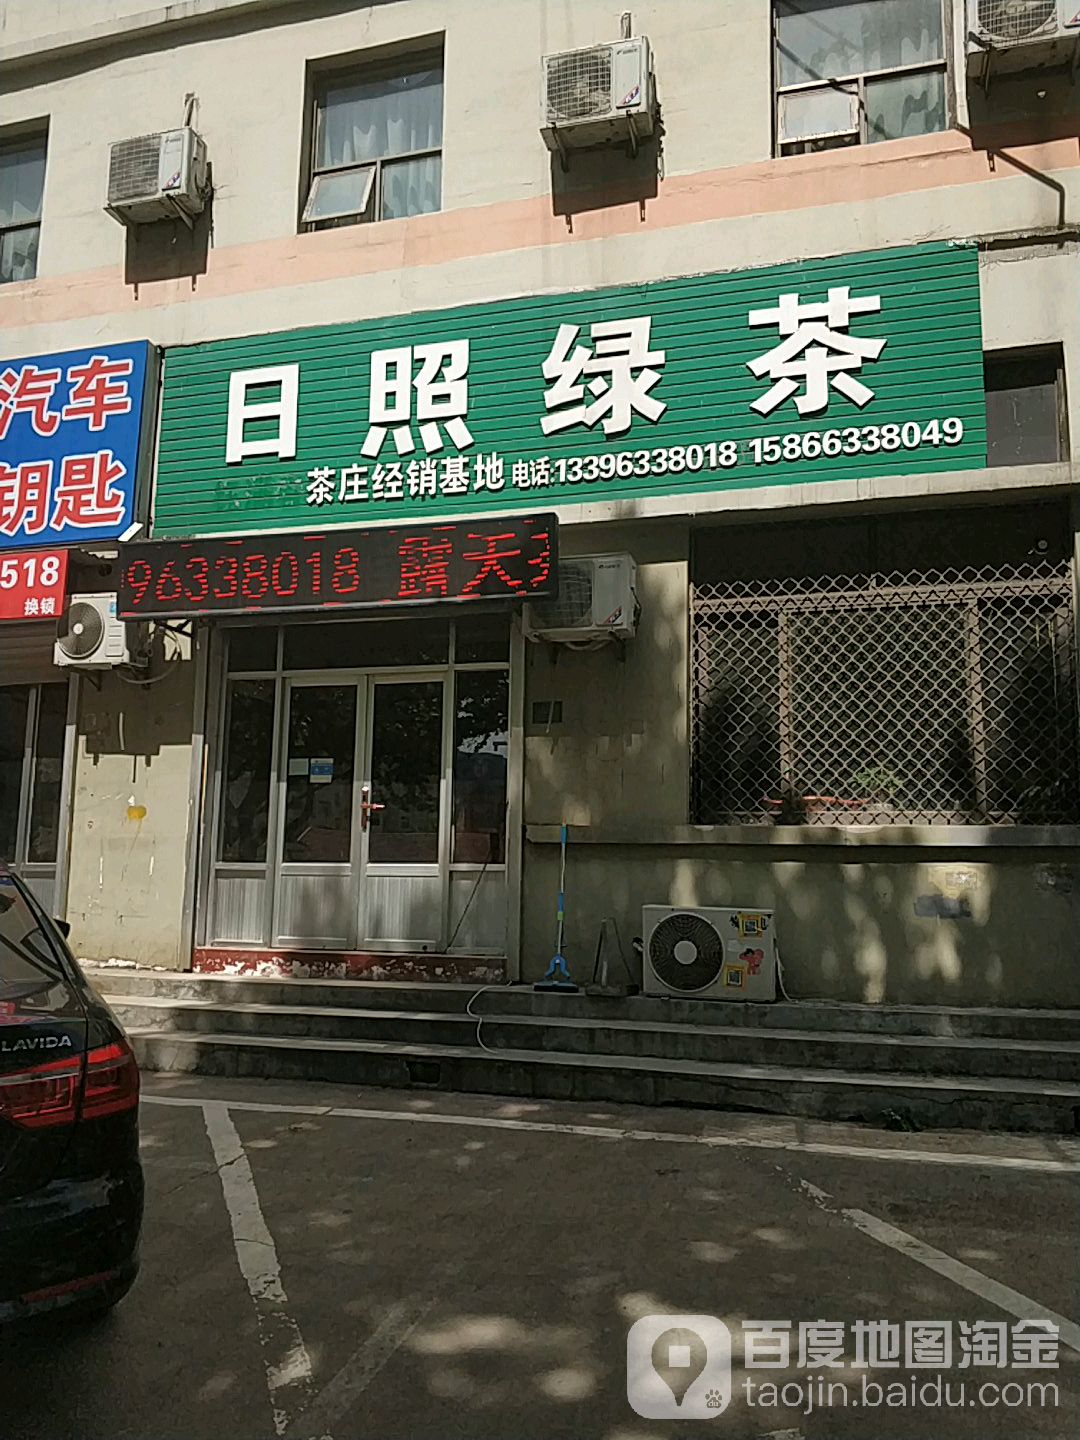 日照绿茶
茶庄经销基地 电话:13396338018 15866338049
汽车
钥匙
518
换锁
96338018 露天
LAVIDA
百度地图淘金
taojin.baidu.com